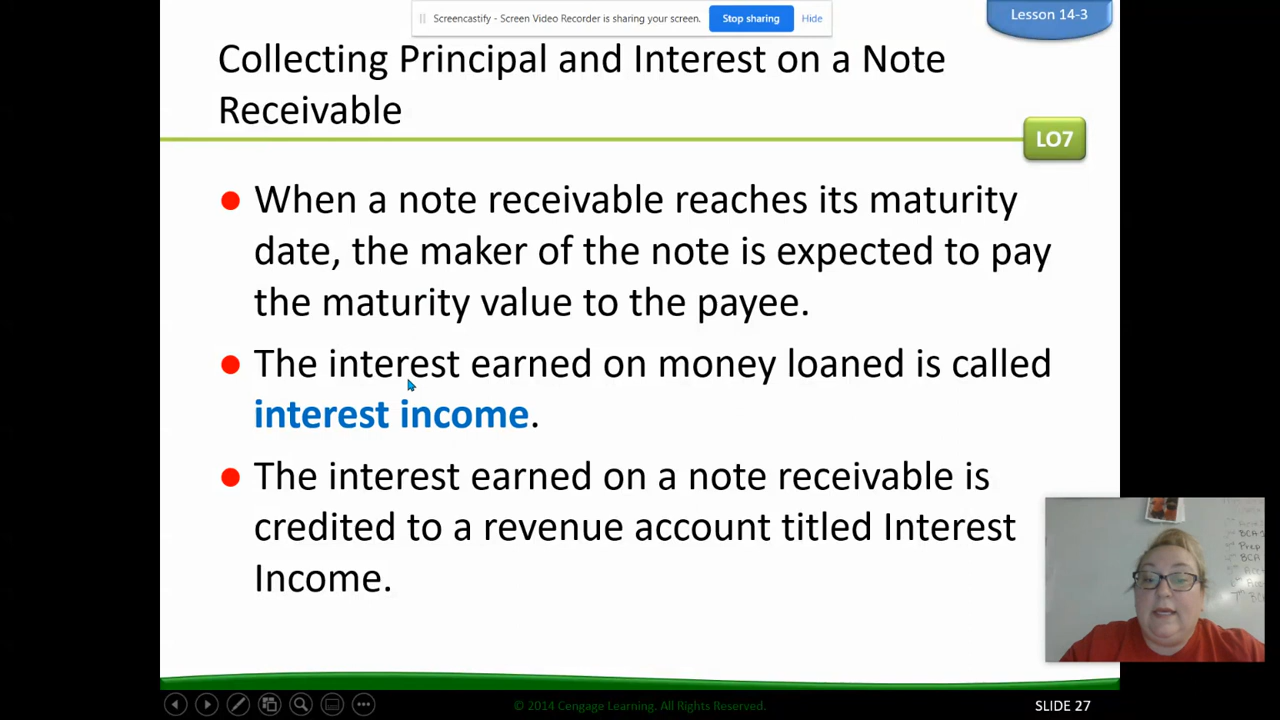 Screencastify - Screen Video Recorder is sharing your screen. Stop sharing Hide
Lesson 14-3
Collecting Principal and Interest on a Note
Receivable
LO7
When a note receivable reaches its maturity
date, the maker of the note is expected to pay
the maturity value to the payee.
The interest earned on money loaned is called
interest income.
The interest earned on a note receivable is
credited to a revenue account titled Interest
Income.
BCA
Prep
BCA
© 2014 Cengage Learning. All Rights Reserved.
SLIDE 27